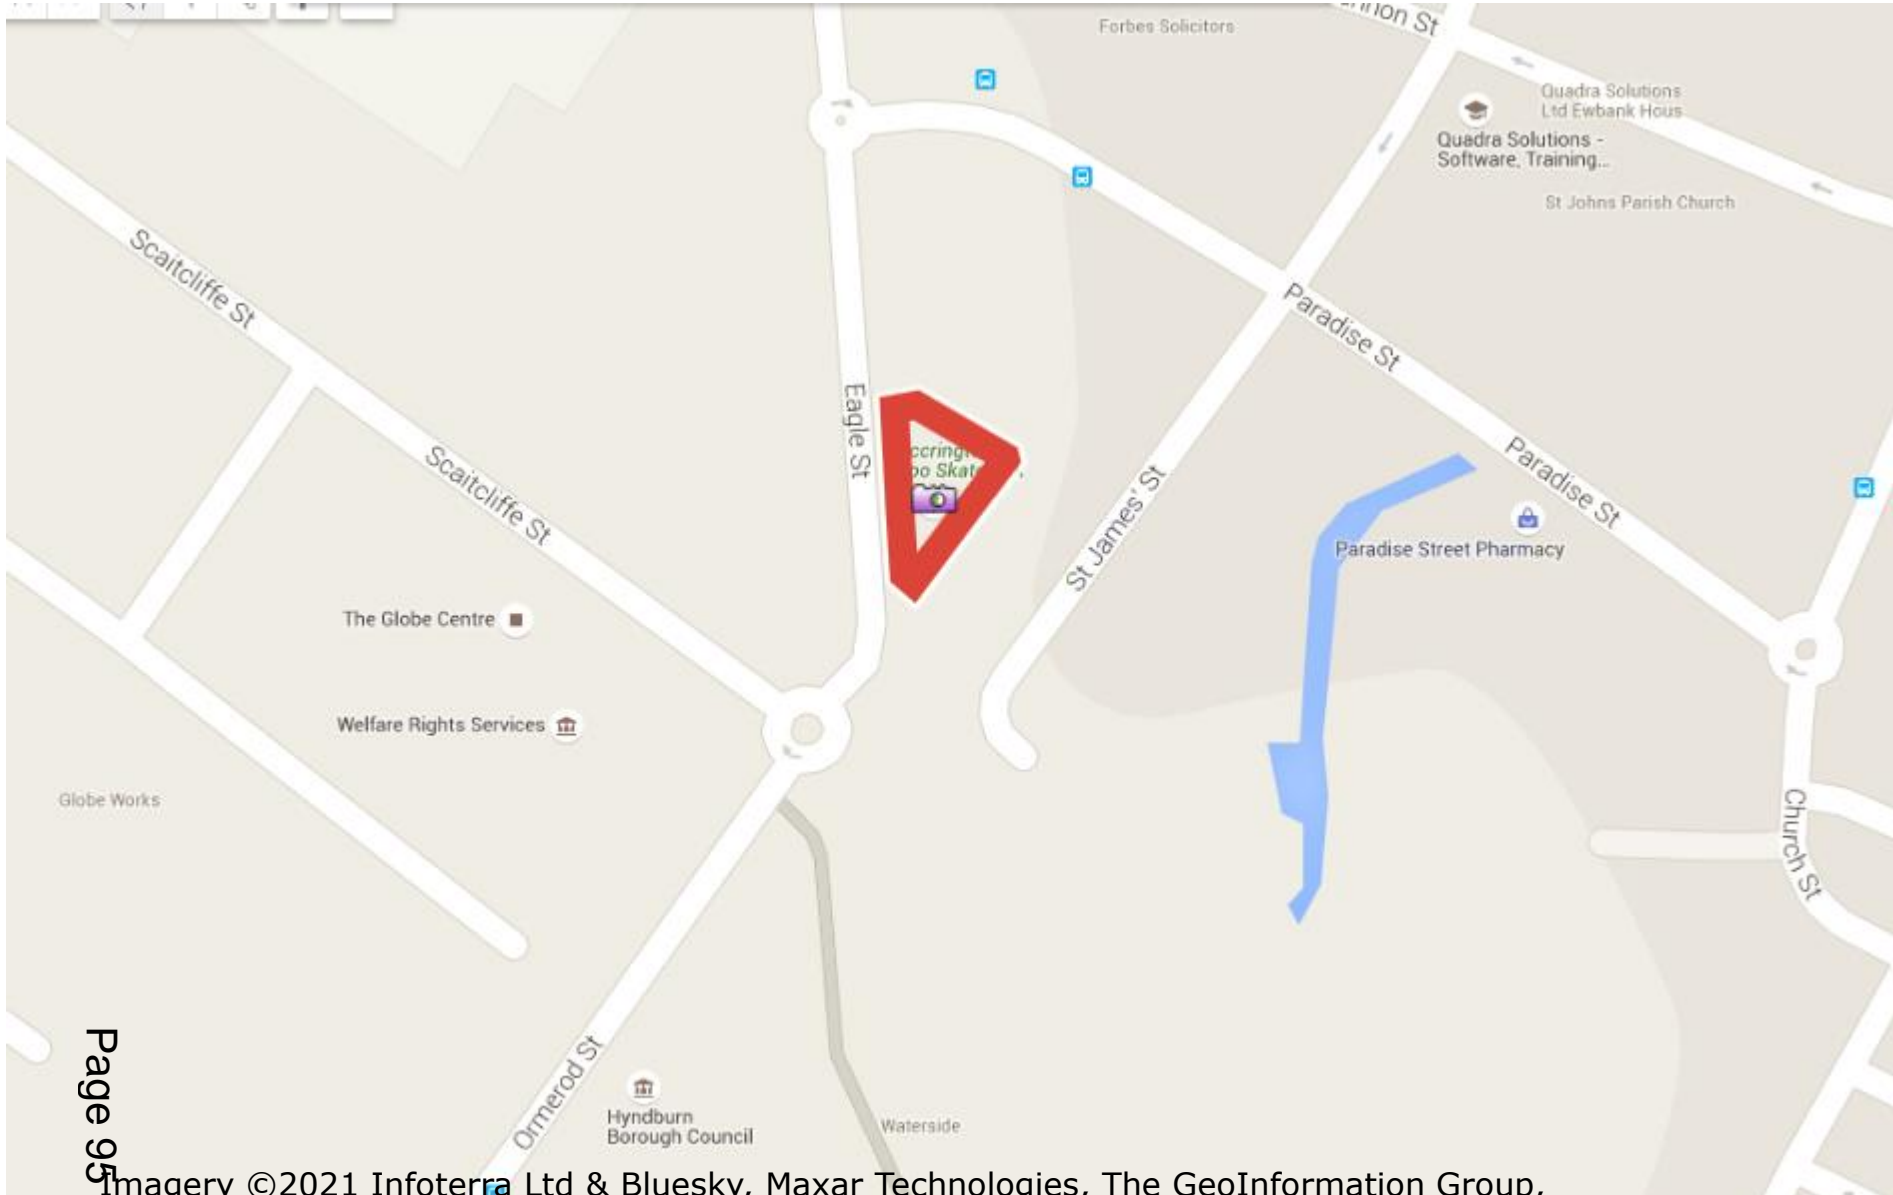 Forbes Solicitors
Quadra Solutions
Ltd Ewbank Hous
Quadra Solutions -
Software, Training...
St Johns Parish Church
Scaitcliffe St
Paradise St
Eagle St
Scaitcliffe St
St James' St
Paradise St
Paradise Street Pharmacy
The Globe Centre
Welfare Rights Services
Globe Works
Church St
Ormerod St
Hyndburn
Borough Council
Waterside
Page 95
Imagery ©2021 Infoterra Ltd & Bluesky, Maxar Technologies, The GeoInformation Group,